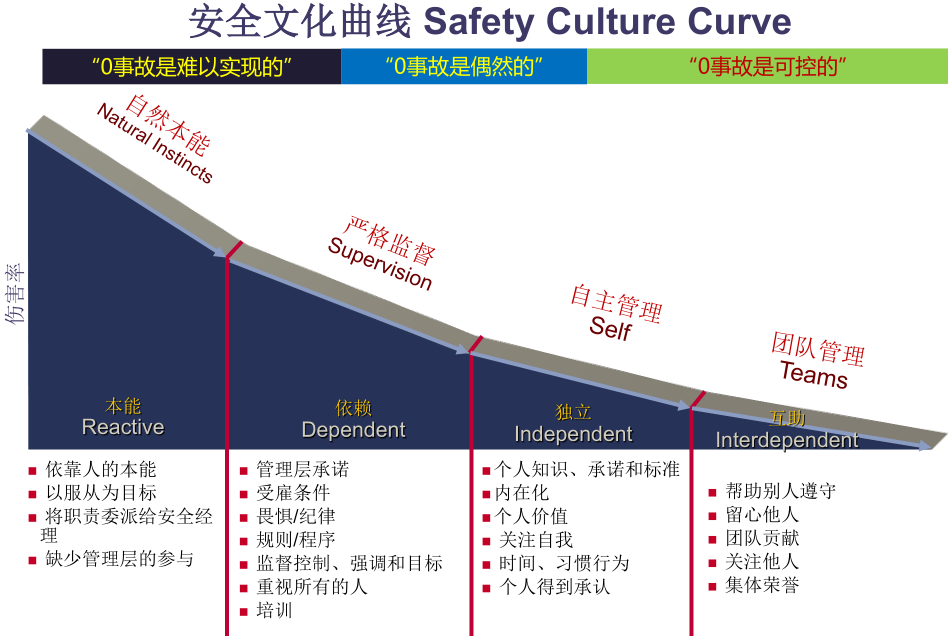 安全文化曲线 Safety Culture Curve
“0事故是难以实现的”
“0事故是偶然的”
“0事故是可控的”
自然本能
Natural Instincts
严格监督
Supervision
自主管理
Self
团队管理
Teams
伤害率
本能
Reactive
依赖
Dependent
独立
Independent
互助
Interdependent
依靠人的本能
以服从为目标
将职责委派给安全经
理
缺少管理层的参与
管理层承诺
受雇条件
畏惧/纪律
规则/程序
监督控制、强调和目标
重视所有的人
培训
个人知识、承诺和标准
内在化
个人价值
关注自我
时间、习惯行为
个人得到承认
帮助别人遵守
留心他人
团队贡献
关注他人
集体荣誉